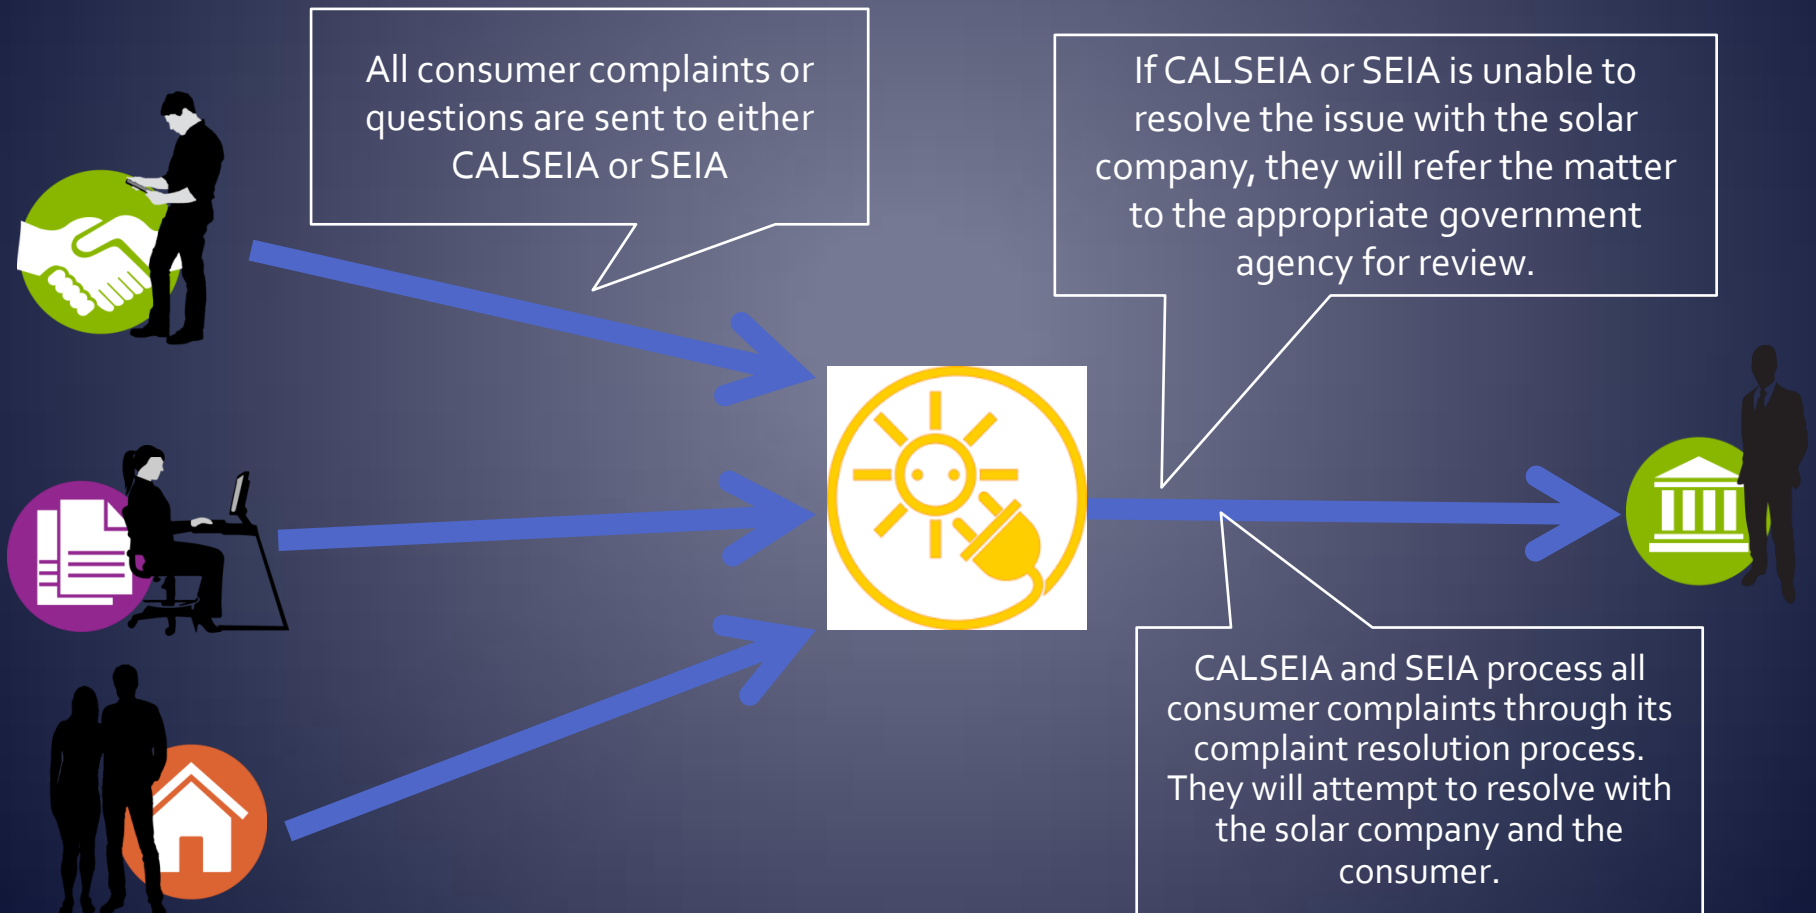 All consumer complaints or
questions are sent to either
CALSEIA or SEIA
If CALSEIA or SEIA is unable to
resolve the issue with the solar
company, they will refer the matter
to the appropriate government
agency for review.
CALSEIA and SEIA process all
consumer complaints through its
complaint resolution process.
They will attempt to resolve with
the solar company and the
consumer.